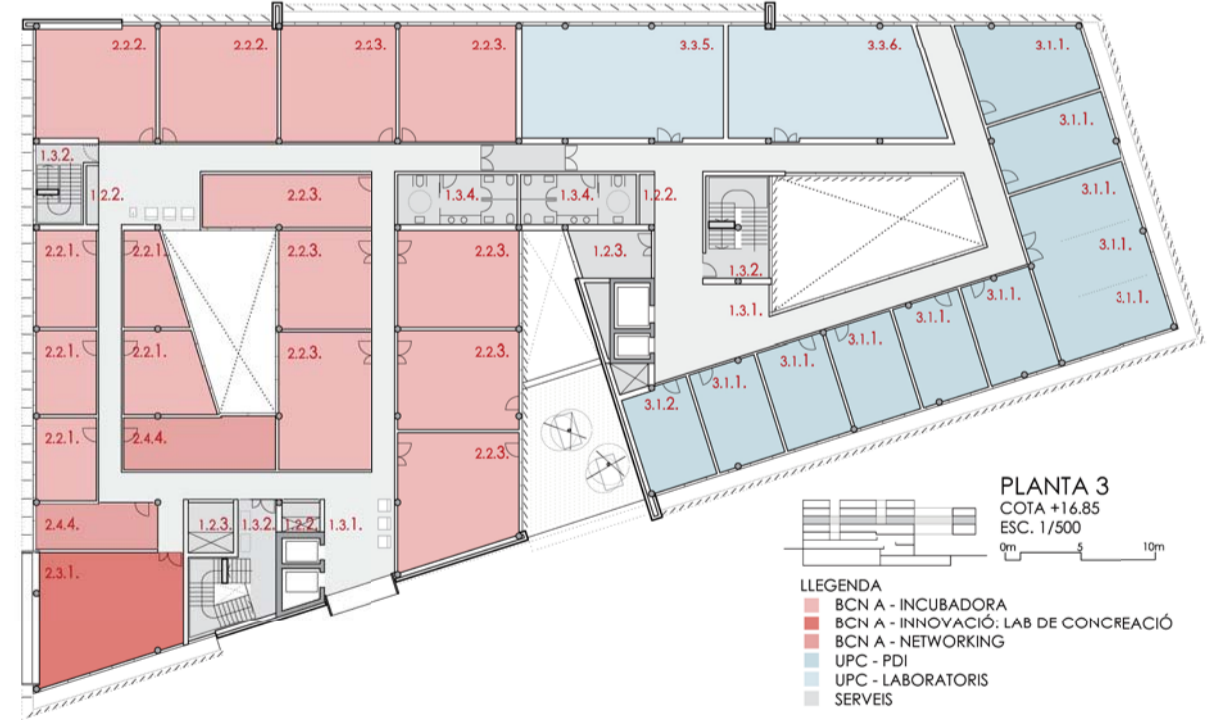 2.2.2. 2.2.2. 2.2.3. 2.2.3. 3.3.5. 3.3.6. 3.1.1.
3.1.1.
1.3.2.
1.2.2. 2.2.3. 1.3.4. 1.3.4. 1.2.2. 3.1.1.
2.2.1. 2.2.1. 2.2.3. 2.2.3. 1.2.3. 3.1.1.
1.3.2.
3.1.1. 3.1.1.
1.3.1.
3.1.1.
2.2.1. 2.2.1. 2.2.3. 2.2.3. 3.1.1.
3.1.1.
3.1.1.
3.1.2.
2.2.1. 2.4.4. 2.2.3.
2.4.4. 1.2.3. 1.3.2. 1.2.2. 1.3.1.
2.3.1.
PLANTA 3
COTA +16.85
ESC. 1/500
0m 5 10m
LLEGENDA
BCN A - INCUBADORA
BCN A - INNOVACIÓ: LAB DE CONCREACIÓ
BCN A - NETWORKING
UPC - PDI
UPC - LABORATORIS
SERVEIS